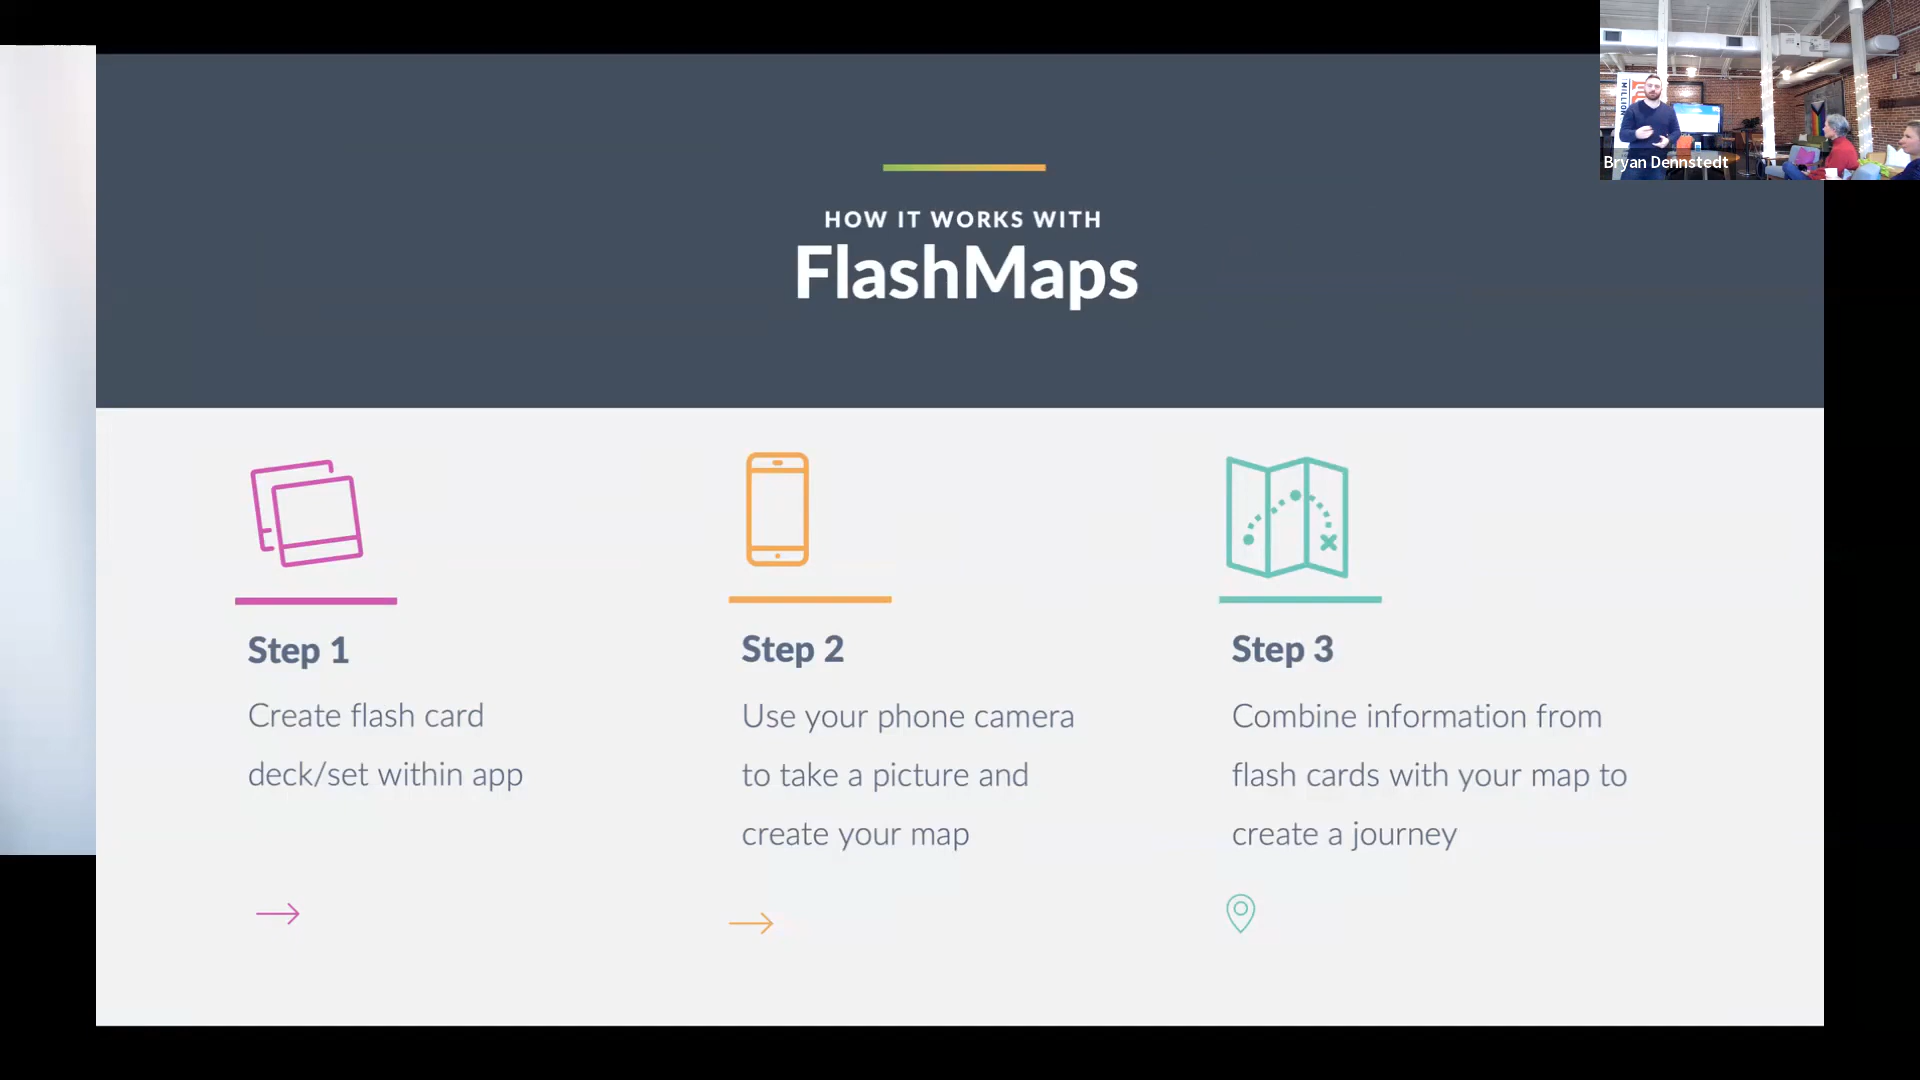 HOW IT WORKS WITH
FlashMaps
Step 1
Create flash card
deck/set within app
Step 2
Use your phone camera
to take a picture and
create your map
Step 3
Combine information from
flash cards with your map to
create a journey
Bryan Dennstedt